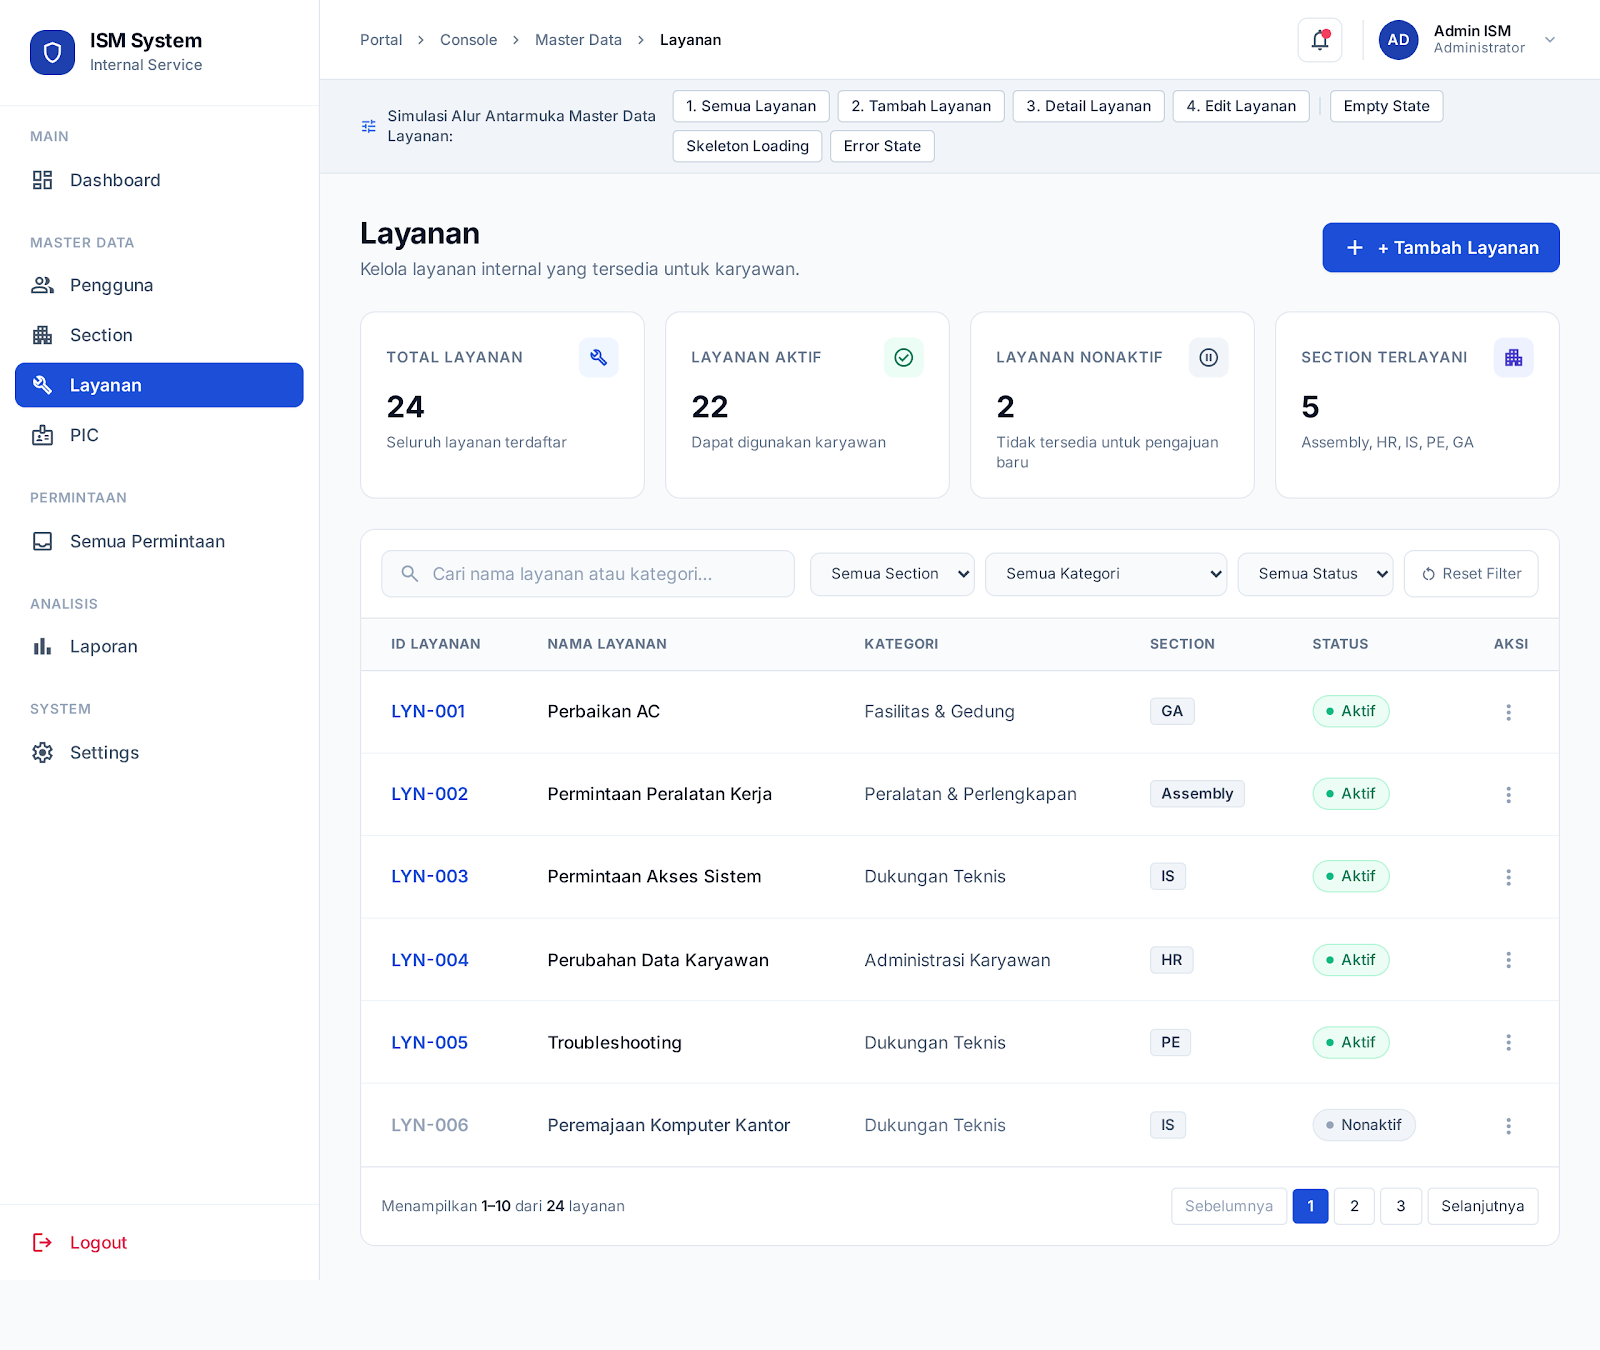 ISM System
Internal Service
MAIN
Dashboard
MASTER DATA
Pengguna
Section
Layanan
PIC
PERMINTAAN
Semua Permintaan
ANALISIS
Laporan
SYSTEM
Settings
Logout
Portal > Console > Master Data > Layanan
AD
Admin ISM
Administrator
Simulasi Alur Antarmuka Master Data
Layanan:
1. Semua Layanan 2. Tambah Layanan 3. Detail Layanan 4. Edit Layanan Empty State
Skeleton Loading Error State
Layanan
Kelola layanan internal yang tersedia untuk karyawan.
+ Tambah Layanan
TOTAL LAYANAN
24
Seluruh layanan terdaftar
LAYANAN AKTIF
22
Dapat digunakan karyawan
LAYANAN NONAKTIF
2
Tidak tersedia untuk pengajuan
baru
SECTION TERLAYANI
5
Assembly, HR, IS, PE, GA
Cari nama layanan atau kategori... Semua Section Semua Kategori Semua Status Reset Filter
ID LAYANAN NAMA LAYANAN KATEGORI SECTION STATUS AKSI
LYN-001 Perbaikan AC Fasilitas & Gedung GA Aktif
LYN-002 Permintaan Peralatan Kerja Peralatan & Perlengkapan Assembly Aktif
LYN-003 Permintaan Akses Sistem Dukungan Teknis IS Aktif
LYN-004 Perubahan Data Karyawan Administrasi Karyawan HR Aktif
LYN-005 Troubleshooting Dukungan Teknis PE Aktif
LYN-006 Peremajaan Komputer Kantor Dukungan Teknis IS Nonaktif
Menampilkan 1–10 dari 24 layanan
Sebelumnya 1 2 3 Selanjutnya